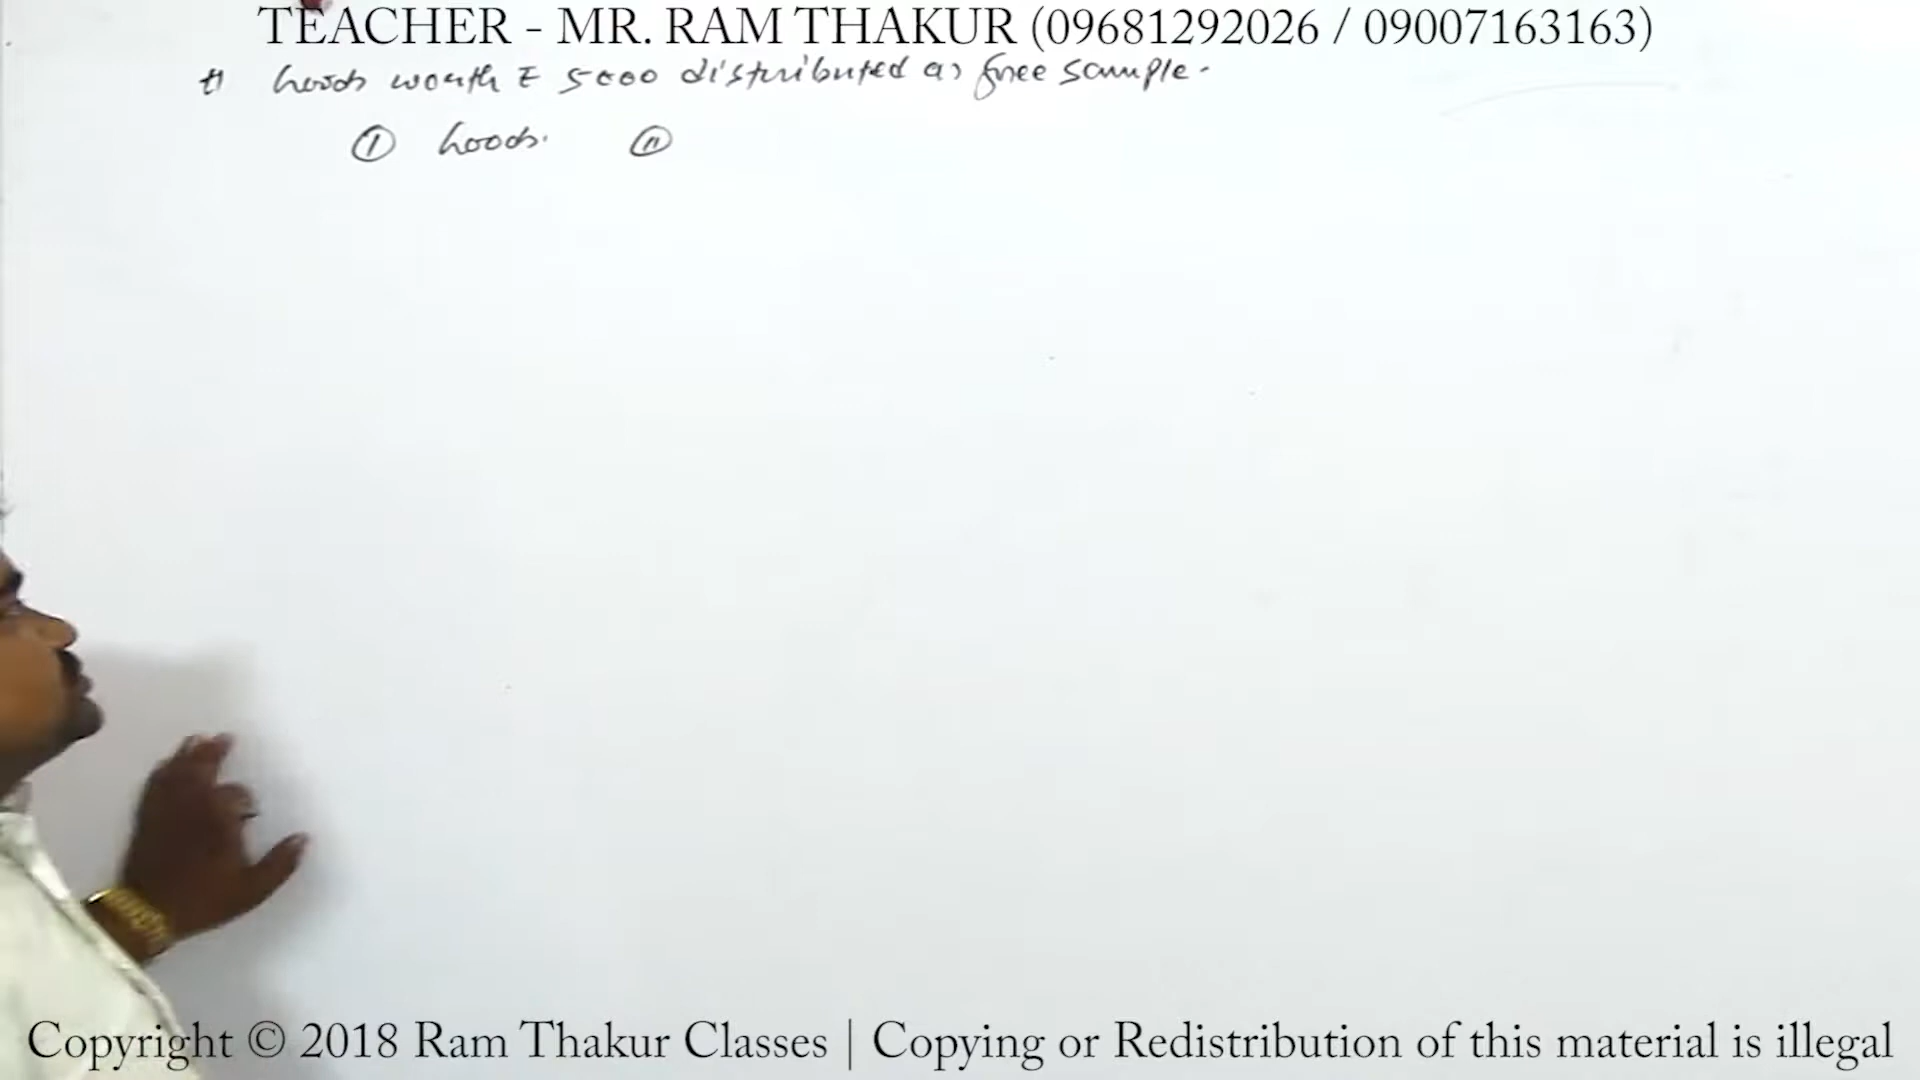 TEACHER - MR. RAM THAKUR (09681292026 / 09007163163)
# Goods worth ₹ 5000 distributed as free sample.
① Goods. ⑪
Copyright © 2018 Ram Thakur Classes | Copying or Redistribution of this material is illegal